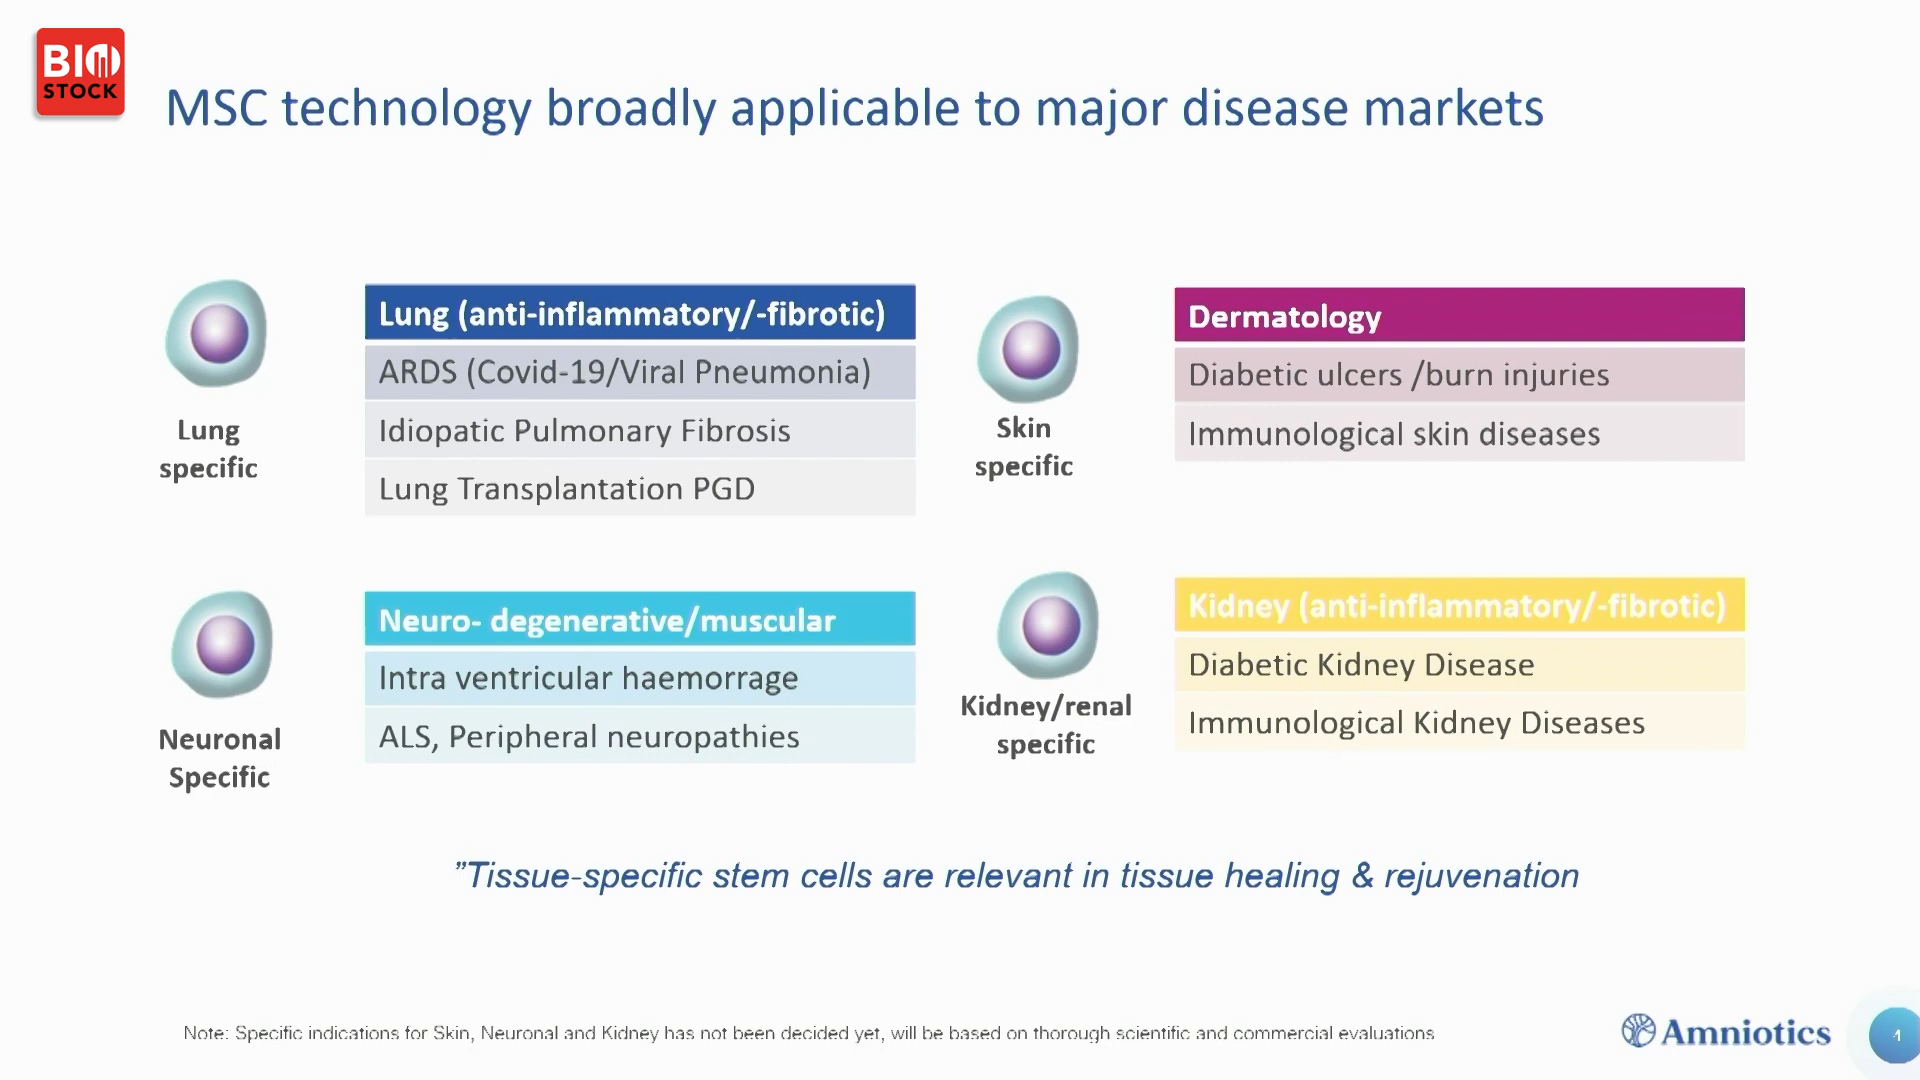 BIO
STOCK
MSC technology broadly applicable to major disease markets
Lung
specific
Lung (anti-inflammatory/-fibrotic)
ARDS (Covid-19/Viral Pneumonia)
Idiopatic Pulmonary Fibrosis
Lung Transplantation PGD
Skin
specific
Dermatology
Diabetic ulcers /burn injuries
Immunological skin diseases
Neuronal
Specific
Neuro- degenerative/muscular
Intra ventricular haemorrage
ALS, Peripheral neuropathies
Kidney/renal
specific
Kidney (anti-inflammatory/-fibrotic)
Diabetic Kidney Disease
Immunological Kidney Diseases
”Tissue-specific stem cells are relevant in tissue healing & rejuvenation
Note: Specific indications for Skin, Neuronal and Kidney has not been decided yet, will be based on thorough scientific and commercial evaluations
Amniotics
4